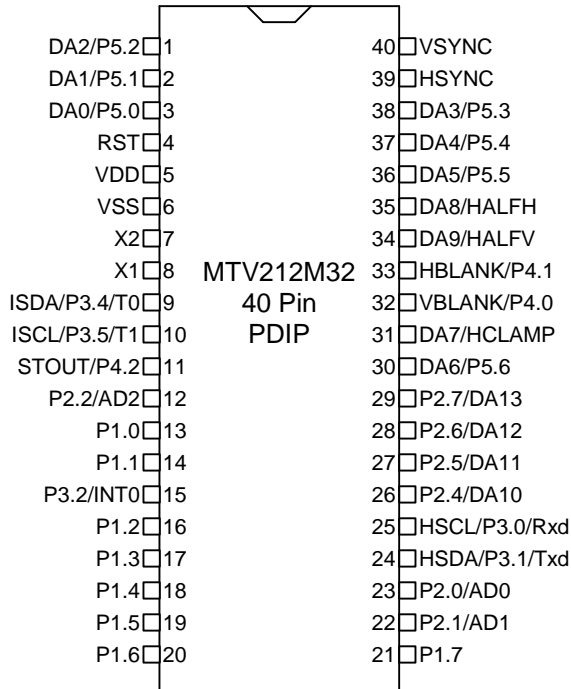 DA2/P5.2 1 40 VSYNC
DA1/P5.1 2 39 HSYNC
DA0/P5.0 3 38 DA3/P5.3
RST 4 37 DA4/P5.4
VDD 5 36 DA5/P5.5
VSS 6 35 DA8/HALFH
X2 7 34 DA9/HALFV
X1 8 MTV212M32 33 HBLANK/P4.1
ISDA/P3.4/T0 9 40 Pin 32 VBLANK/P4.0
ISCL/P3.5/T1 10 PDIP 31 DA7/HCLAMP
STOUT/P4.2 11 30 DA6/P5.6
P2.2/AD2 12 29 P2.7/DA13
P1.0 13 28 P2.6/DA12
P1.1 14 27 P2.5/DA11
P3.2/INT0 15 26 P2.4/DA10
P1.2 16 25 HSCL/P3.0/Rxd
P1.3 17 24 HSDA/P3.1/Txd
P1.4 18 23 P2.0/AD0
P1.5 19 22 P2.1/AD1
P1.6 20 21 P1.7